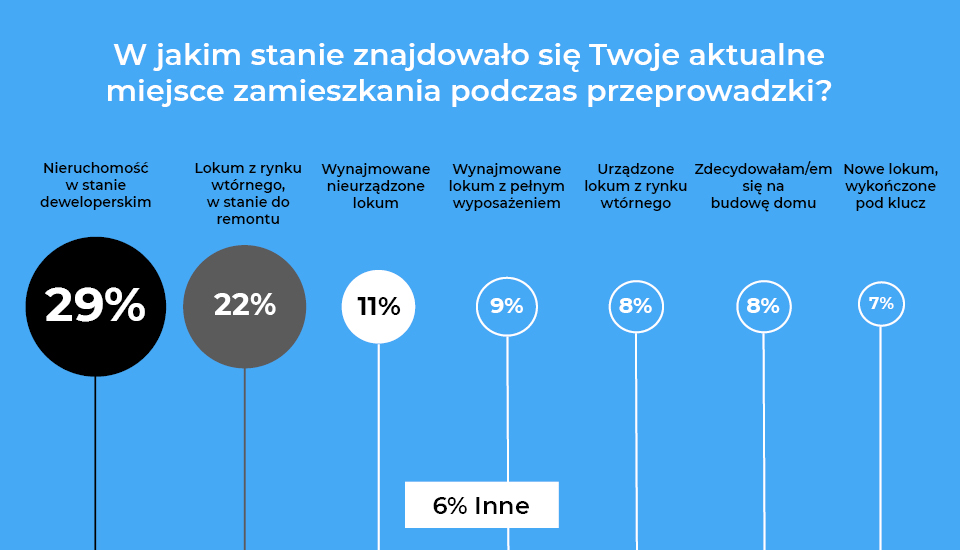 W jakim stanie znajdowało się Twoje aktualne
miejsce zamieszkania podczas przeprowadzki?
Nieruchomość
w stanie
deweloperskim
Lokum z rynku
wtórnego,
w stanie do
remontu
Wynajmowane
nieurządzone
lokum
Wynajmowane
lokum z pełnym
wyposażeniem
Urządzone
lokum z rynku
wtórnego
Zdecydowałam/em
się na
budowę domu
Nowe lokum,
wykończone
pod klucz
29%
22%
11%
9%
8%
8%
7%
6% Inne